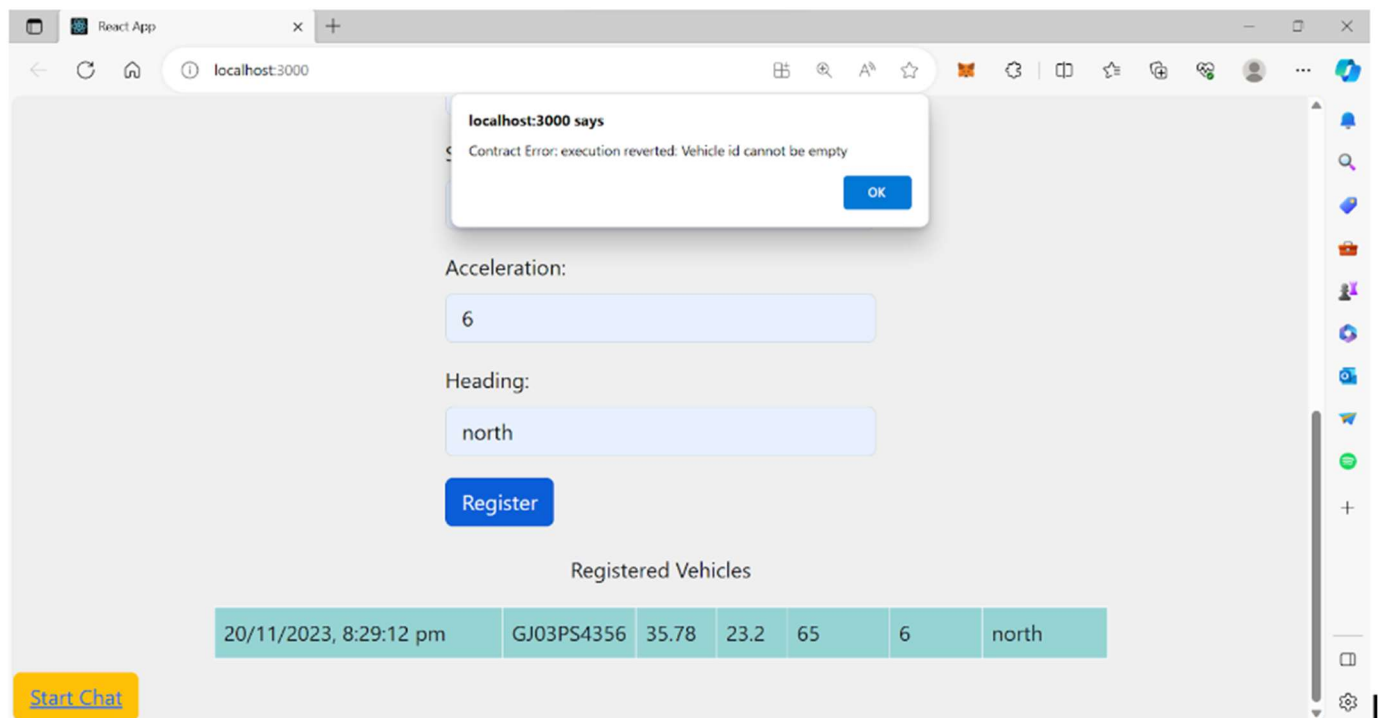 React App
localhost:3000
localhost:3000 says
Contract Error: execution reverted: Vehicle id cannot be empty
OK
Acceleration:
6
Heading:
north
Register
Registered Vehicles
20/11/2023, 8:29:12 pm GJ03PS4356 35.78 23.2 65 6 north
Start Chat